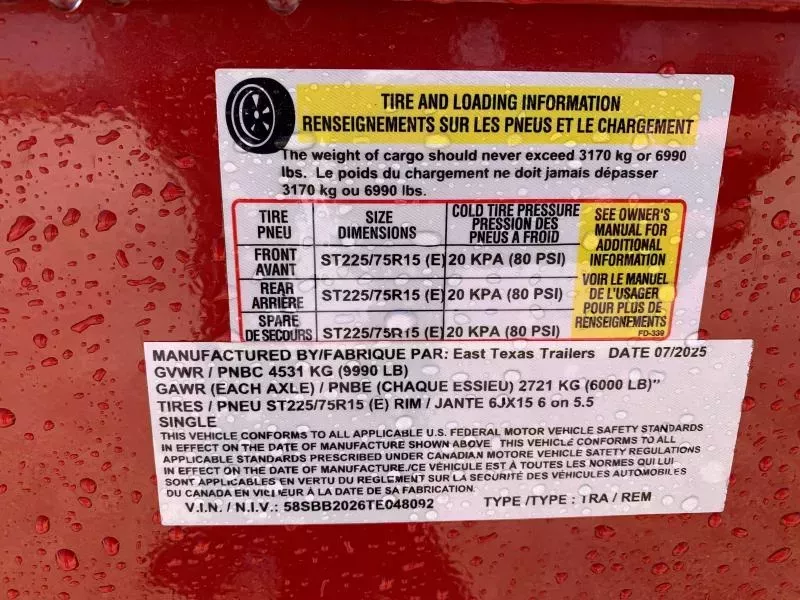 TIRE AND LOADING INFORMATION
RENSEIGNEMENTS SUR LES PNEUS ET LE CHARGEMENT
The weight of cargo should never exceed 3170 kg or 6990
lbs. Le poids du chargement ne doit jamais dépasser
3170 kg ou 6990 lbs.
TIRE PNEU
SIZE DIMENSIONS
COLD TIRE PRESSURE PRESSION DES PNEUS A FROID
SEE OWNER'S MANUAL FOR ADDITIONAL INFORMATION
VOIR LE MANUEL DE L'USAGER POUR PLUS DE RENSEIGNEMENTS
FD-339
FRONT AVANT ST225/75R15 (E) 20 KPA (80 PSI)
REAR ARRIÈRE ST225/75R15 (E) 20 KPA (80 PSI)
SPARE DE SECOURS ST225/75R15 (E) 20 KPA (80 PSI)
MANUFACTURED BY/FABRIQUE PAR: East Texas Trailers DATE 07/2025
GVWR / PNBC 4531 KG (9990 LB)
GAWR (EACH AXLE) / PNBE (CHAQUE ESSIEU) 2721 KG (6000 LB)"
TIRES / PNEU ST225/75R15 (E) RIM / JANTE 6JX15 6 on 5.5
SINGLE
THIS VEHICLE CONFORMS TO ALL APPLICABLE U.S. FEDERAL MOTOR VEHICLE SAFETY STANDARDS
IN EFFECT ON THE DATE OF MANUFACTURE SHOWN ABOVE. THIS VEHICLE CONFORMS TO ALL
APPLICABLE STANDARDS PRESCRIBED UNDER CANADIAN MOTORE VEHICLE SAFETY REGULATIONS
IN EFFECT ON THE DATE OF MANUFACTURE./CE VÉHICULE EST À TOUTES LES NORMES QUI LUI
SONT APPLICABLES EN VERTU DU REGLEMENT SUR LA SÉCURITÉ DES VÉHICULES AUTOMOBILES
DU CANADA EN VIGUEUR À LA DATE DE SA FABRICATION.
V.I.N. / N.I.V.: 58SBB2026TE048092 TYPE /TYPE: TRA / REM